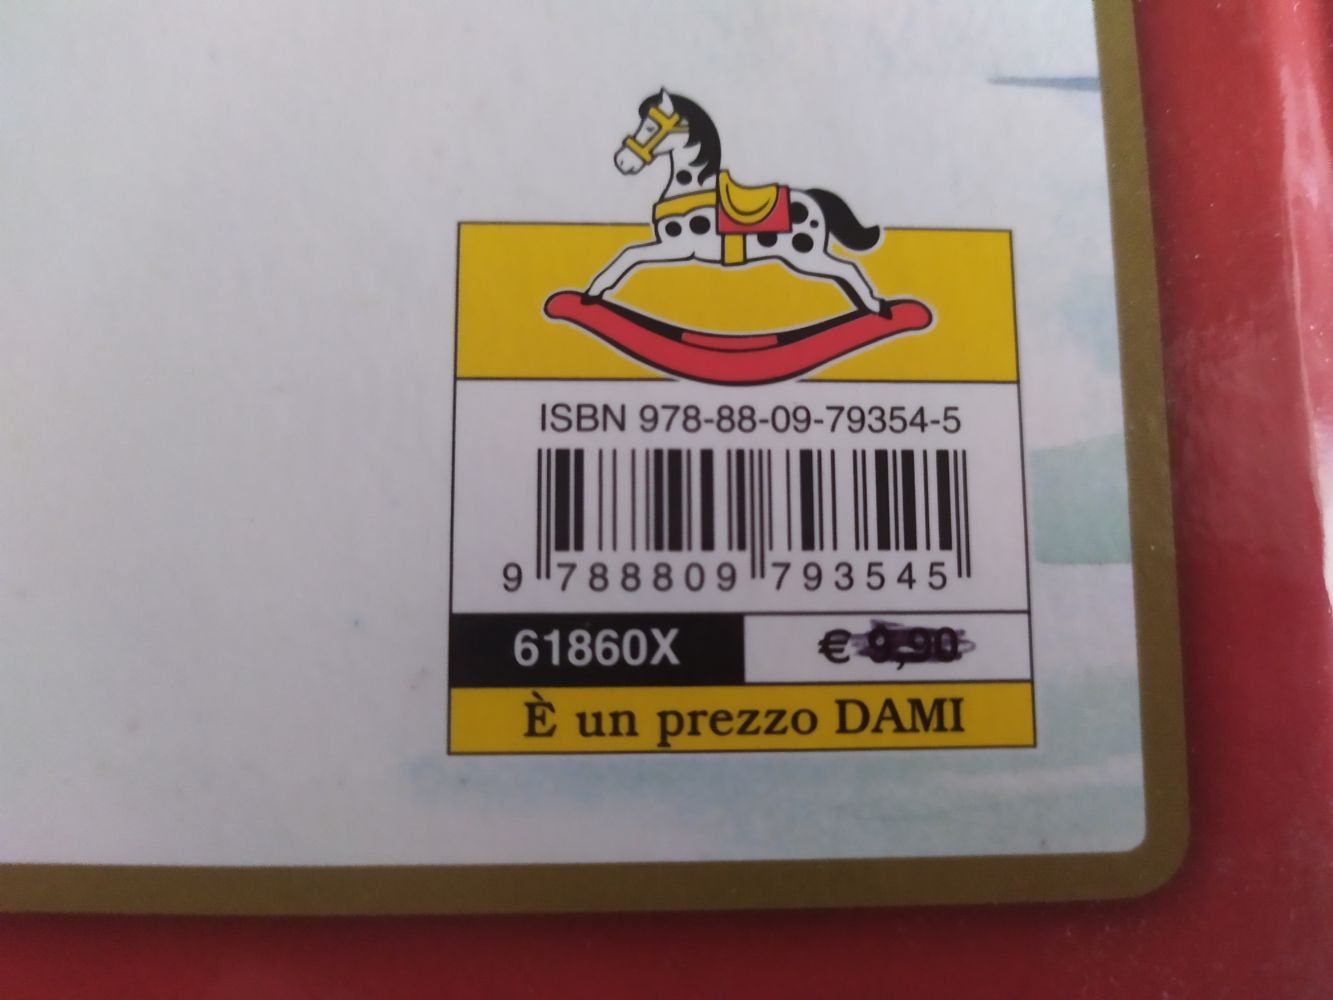 ISBN 978-88-09-79354-5
9 788809 793545
61860X
€ 9,90
È un prezzo DAMI